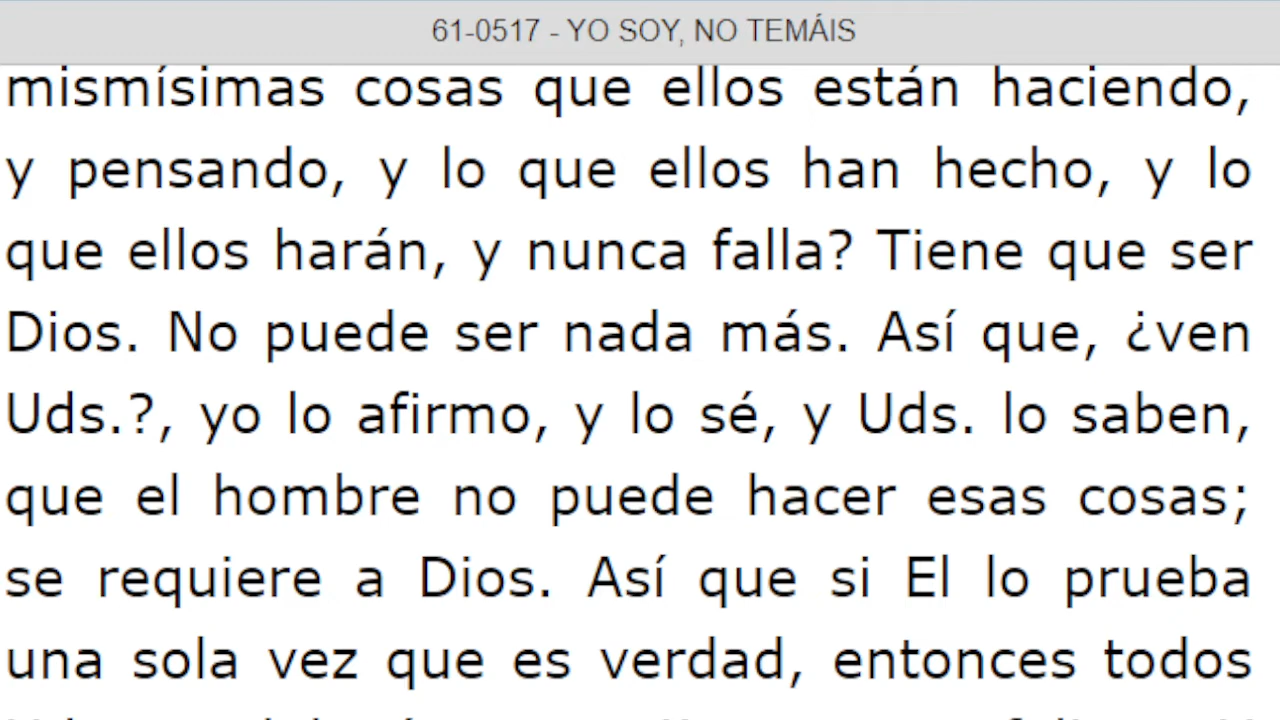 61-0517 - YO SOY, NO TEMÁIS
mismísimas cosas que ellos están haciendo,
y pensando, y lo que ellos han hecho, y lo
que ellos harán, y nunca falla? Tiene que ser
Dios. No puede ser nada más. Así que, ¿ven
Uds.?, yo lo afirmo, y lo sé, y Uds. lo saben,
que el hombre no puede hacer esas cosas;
se requiere a Dios. Así que si El lo prueba
una sola vez que es verdad, entonces todos